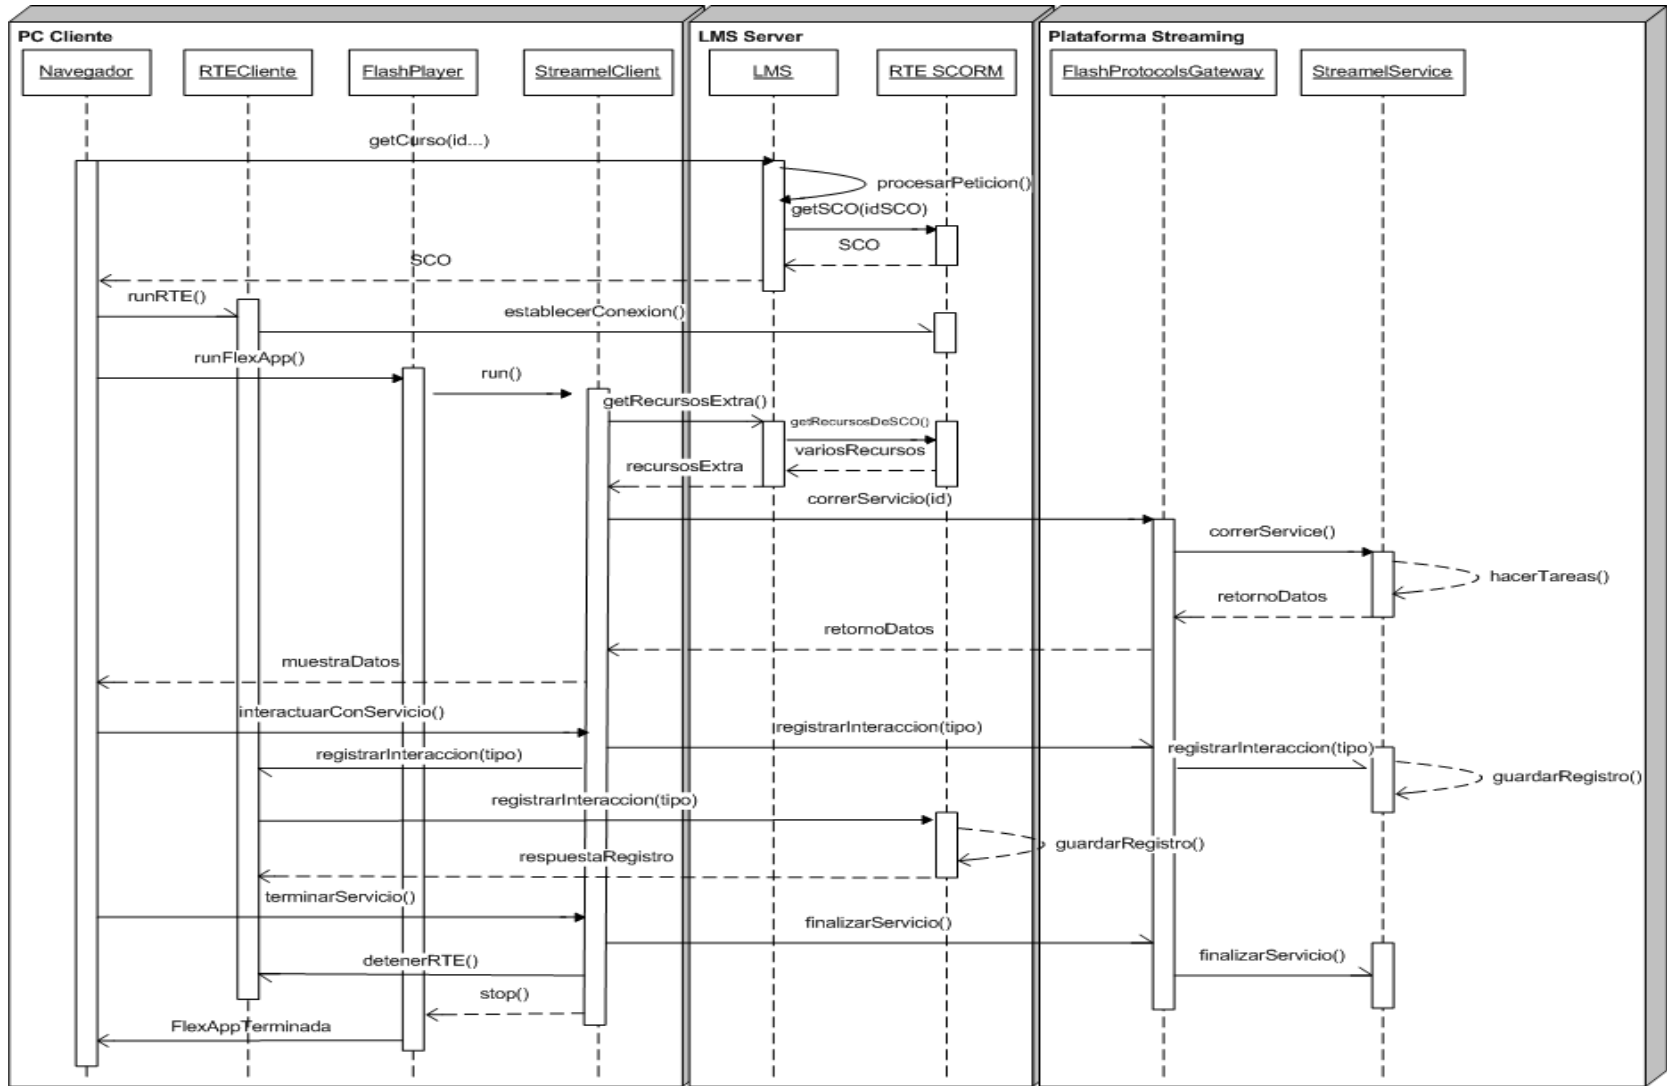 PC Cliente
LMS Server
Plataforma Streaming
Navegador
RTECliente
FlashPlayer
StreamelClient
LMS
RTE SCORM
FlashProtocolsGateway
StreamelService
getCurso(id...)
procesarPeticion()
getSCO(idSCO)
SCO
SCO
runRTE()
establecerConexion()
runFlexApp()
run()
getRecursosExtra()
getRecursosDeSCO()
variosRecursos
recursosExtra
correrServicio(id)
correrService()
hacerTareas()
retornoDatos
retornoDatos
muestraDatos
interactuarConServicio()
registrarInteraccion(tipo)
registrarInteraccion(tipo)
registrarInteraccion(tipo)
guardarRegistro()
registrarInteraccion(tipo)
guardarRegistro()
respuestaRegistro
terminarServicio()
finalizarServicio()
detenerRTE()
finalizarServicio()
stop()
FlexAppTerminada